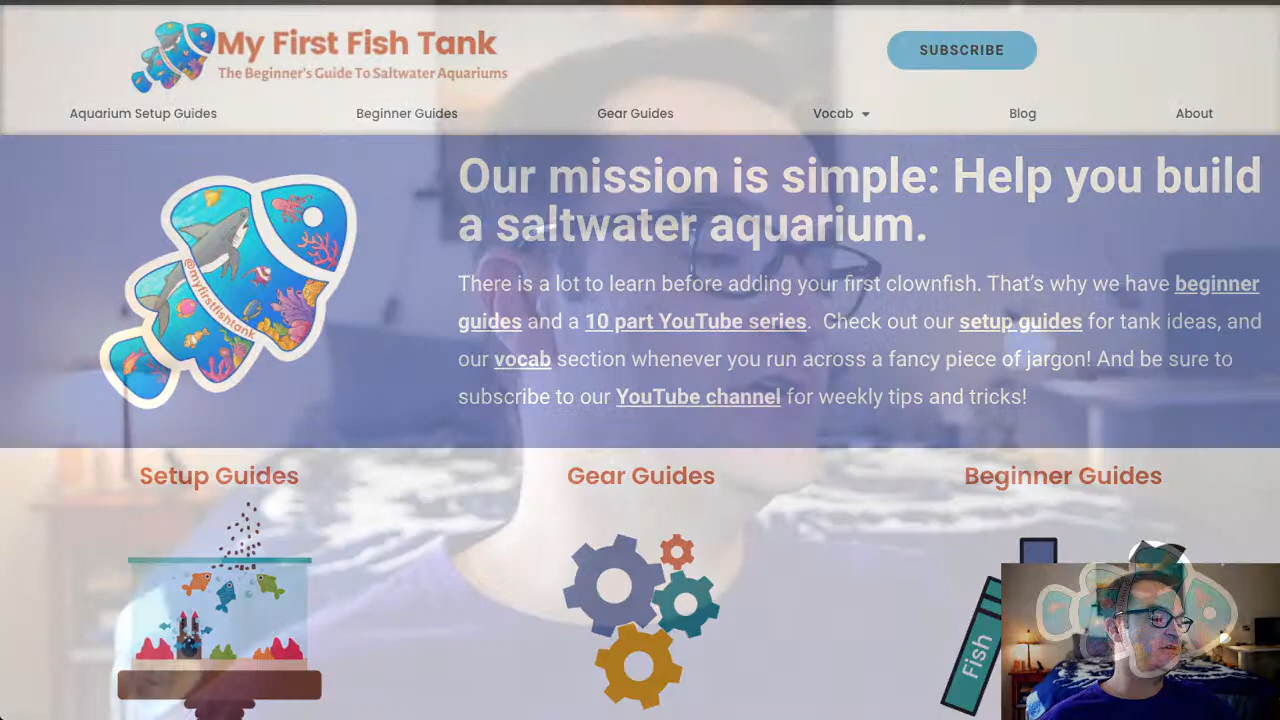 My First Fish Tank
The Beginner's Guide To Saltwater Aquariums
SUBSCRIBE
Aquarium Setup Guides
Beginner Guides
Gear Guides
Vocab
Blog
About
@myfirstfishtank
Our mission is simple: Help you build
a saltwater aquarium.
There is a lot to learn before adding your first clownfish. That's why we have beginner
guides and a 10 part YouTube series. Check out our setup guides for tank ideas, and
our vocab section whenever you run across a fancy piece of jargon! And be sure to
subscribe to our YouTube channel for weekly tips and tricks!
Setup Guides
Gear Guides
Beginner Guides
Fish